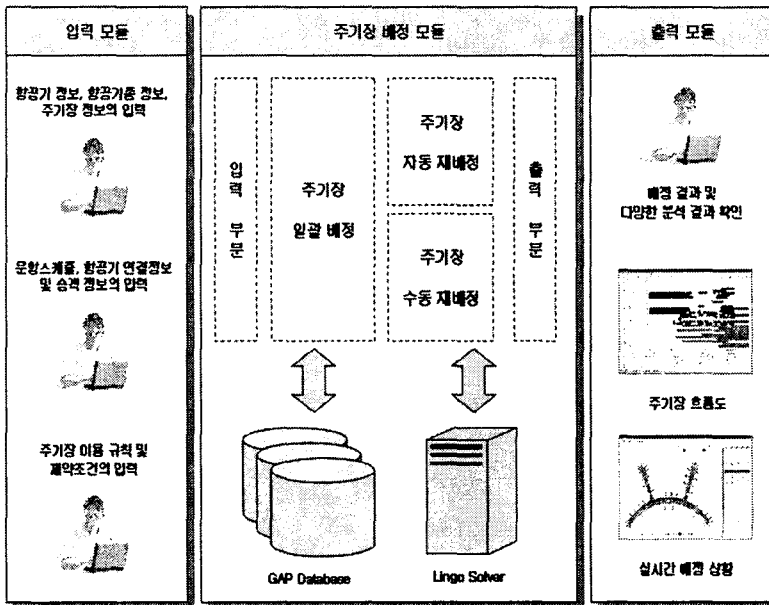 입력 모듈
항공기 정보, 항공기종 정보,
주기장 정보의 입력
운항스케줄, 항공기 연결정보
및 승객 정보의 입력
주기장 이용 규칙 및
제약조건의 입력
주기장 배정 모듈
입력 부분
주기장
일괄 배정
주기장
자동 재배정
주기장
수동 재배정
출력 부분
GAP Database
Lingo Solver
출력 모듈
배정 결과 및
다양한 분석 결과 확인
주기장 흐름도
실시간 배정 상황